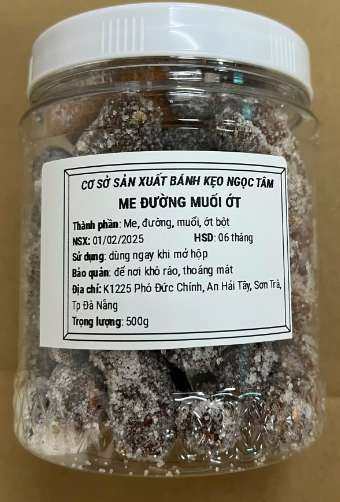 CƠ SỞ SẢN XUẤT BÁNH KẸO NGỌC TÂM
ME ĐƯỜNG MUỐI ỚT
Thành phần: Me, đường, muối, ớt bột
NSX: 01/02/2025 HSD: 06 tháng
Sử dụng: dùng ngay khi mở hộp
Bảo quản: để nơi khô ráo, thoáng mát
Địa chỉ: K1225 Phó Đức Chính, An Hải Tây, Sơn Trà,
Tp Đà Nẵng
Trọng lượng: 500g